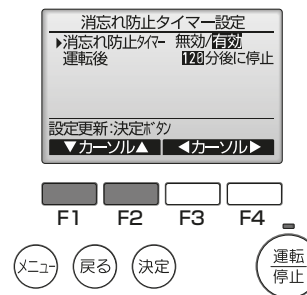 消忘れ防止タイマー設定
▶消忘れ防止タイマー 無効/有効
運転後 120分後に停止
設定更新:決定ボタン
▼カーソル▲ ◀カーソル▶
F1 F2 F3 F4
メニュー 戻る 決定 運転
停止